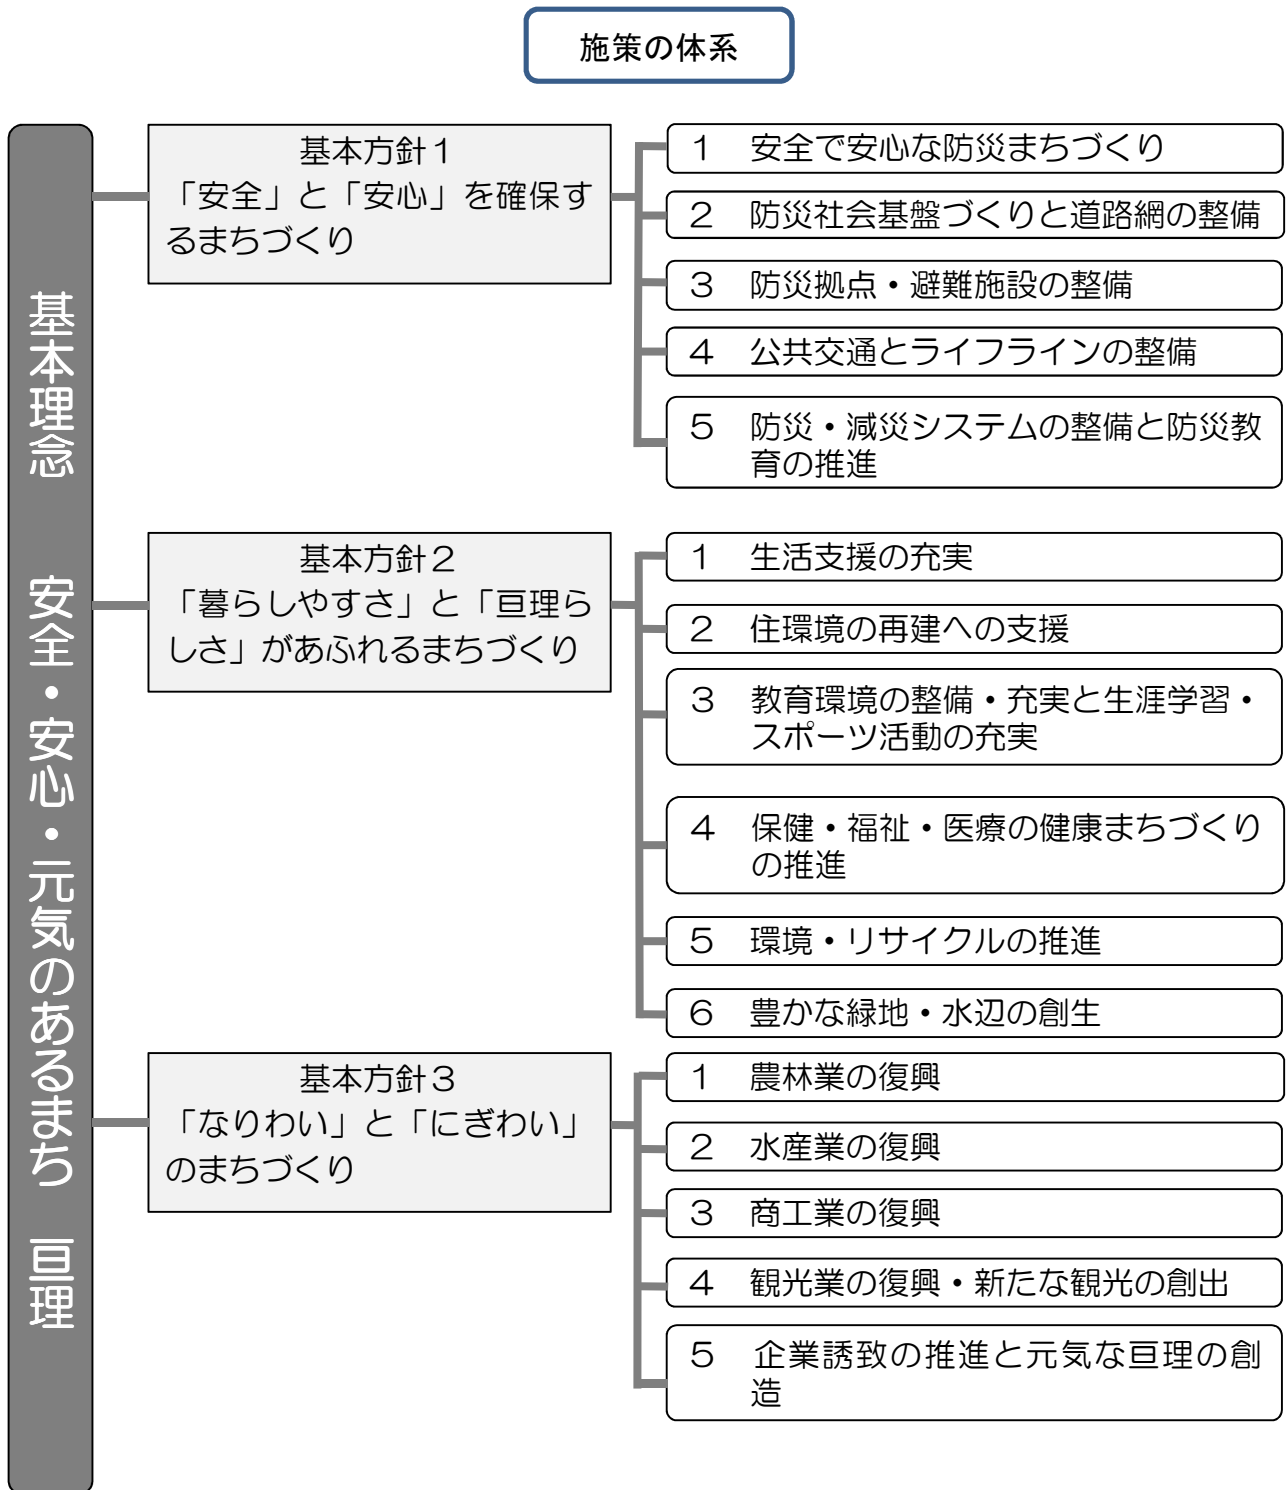 施策の体系
基本理念　安全・安心・元気のあるまち　亘理
基本方針１
「安全」と「安心」を確保す
るまちづくり
１　安全で安心な防災まちづくり
２　防災社会基盤づくりと道路網の整備
３　防災拠点・避難施設の整備
４　公共交通とライフラインの整備
５　防災・減災システムの整備と防災教
育の推進
基本方針２
「暮らしやすさ」と「亘理ら
しさ」があふれるまちづくり
１　生活支援の充実
２　住環境の再建への支援
３　教育環境の整備・充実と生涯学習・
スポーツ活動の充実
４　保健・福祉・医療の健康まちづくり
の推進
５　環境・リサイクルの推進
６　豊かな緑地・水辺の創生
基本方針３
「なりわい」と「にぎわい」
のまちづくり
１　農林業の復興
２　水産業の復興
３　商工業の復興
４　観光業の復興・新たな観光の創出
５　企業誘致の推進と元気な亘理の創
造